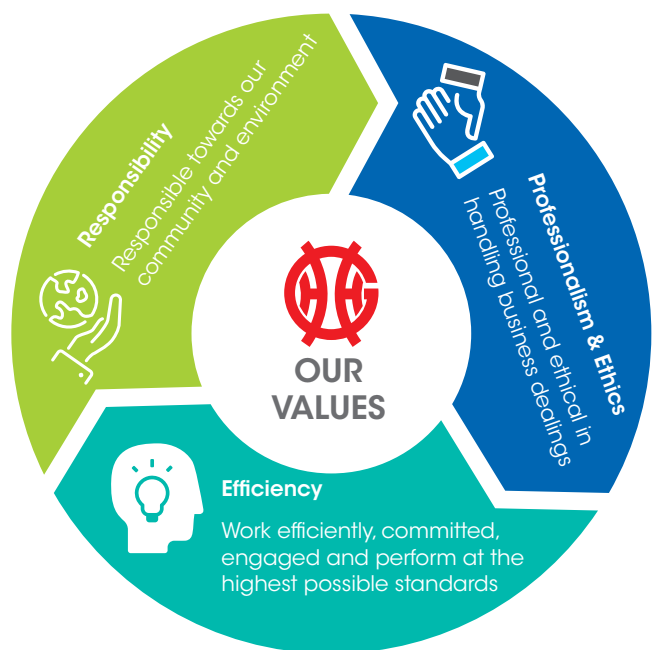 OUR
VALUES
Responsibility
Responsible towards our
community and environment
Professionalism & Ethics
Professional and ethical in
handling business dealings
Efficiency
Work efficiently, committed,
engaged and perform at the
highest possible standards